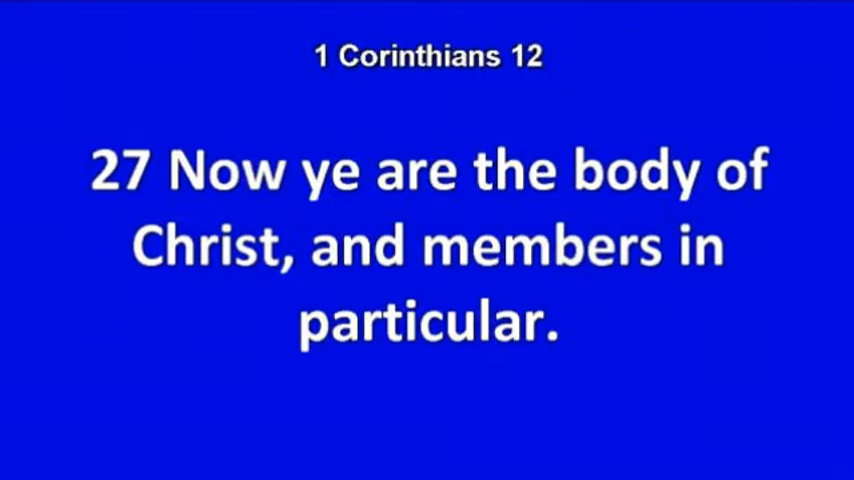 1 Corinthians 12
27 Now ye are the body of
Christ, and members in
particular.